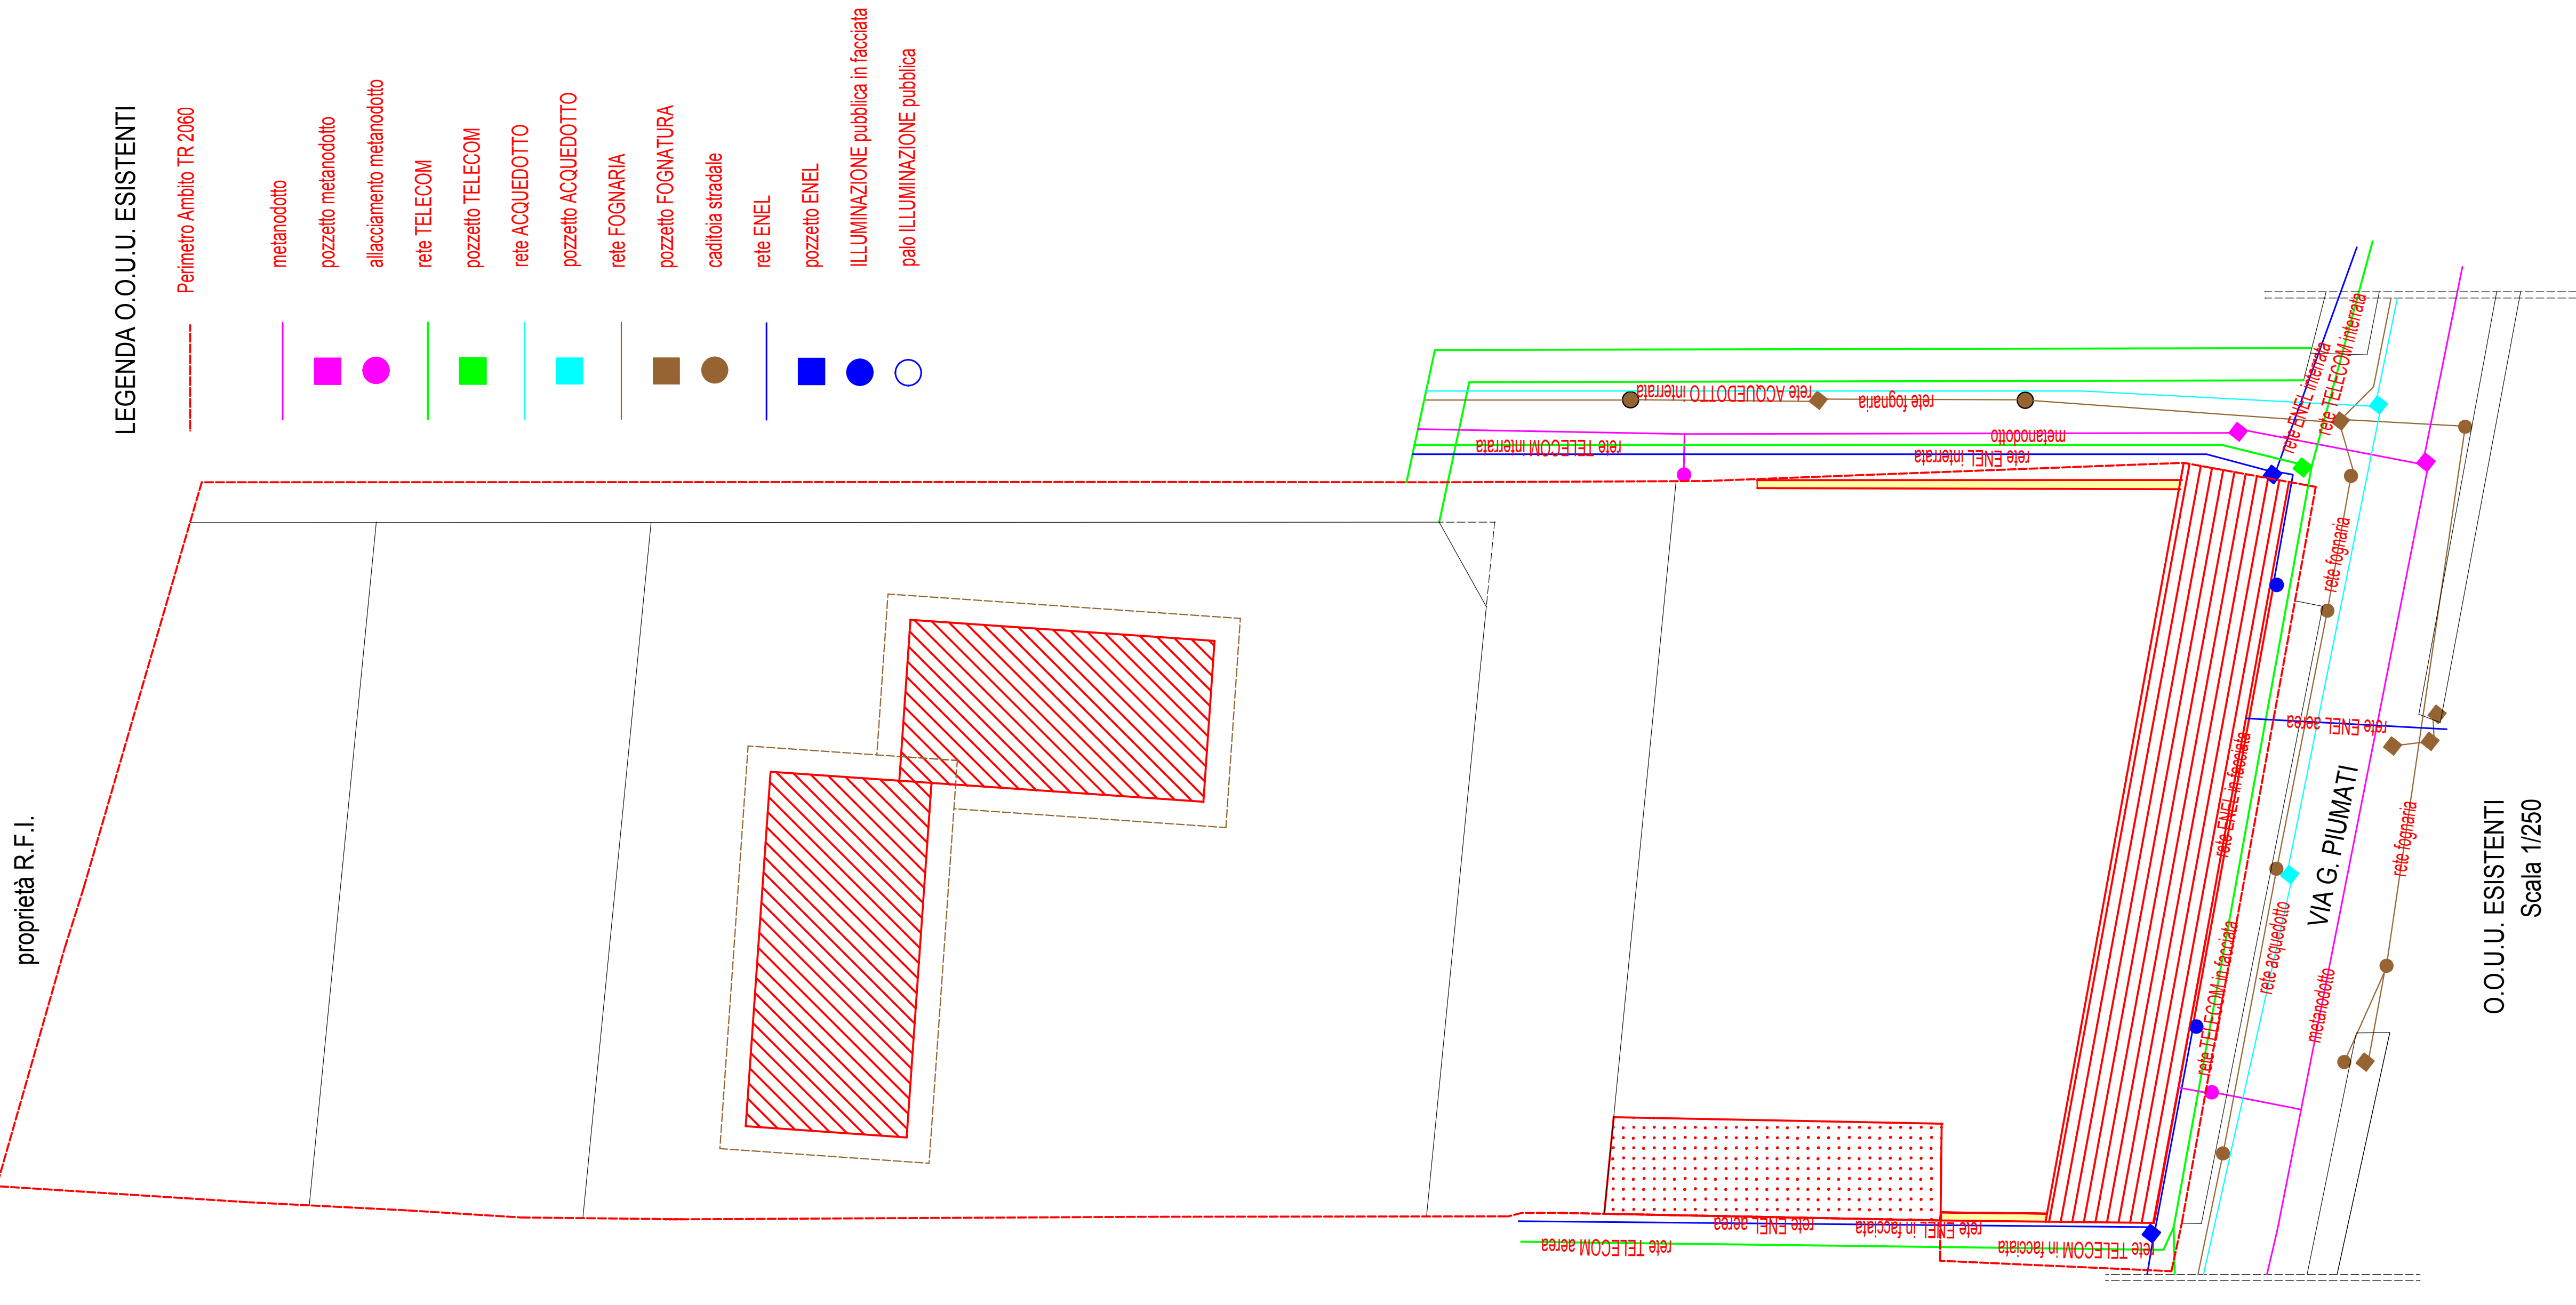 proprietà R.F.I.
LEGENDA O.O.U.U. ESISTENTI
Perimetro Ambito TR 2060
metanodotto
pozzetto metanodotto
allacciamento metanodotto
rete TELECOM
pozzetto TELECOM
rete ACQUEDOTTO
pozzetto ACQUEDOTTO
rete FOGNARIA
pozzetto FOGNATURA
caditoia stradale
rete ENEL
pozzetto ENEL
ILLUMINAZIONE pubblica in facciata
palo ILLUMINAZIONE pubblica
rete ACQUEDOTTO interrata
rete fognaria
rete TELECOM interrata
metanodotto
rete ENEL interrata
rete ENEL interrata
rete TELECOM interrata
rete fognaria
rete ENEL aerea
rete ENEL in facciata
rete TELECOM in facciata
rete acquedotto
VIA G. PIUMATI
metanodotto
rete fognaria
rete TELECOM aerea
rete ENEL aerea
rete ENEL in facciata
rete TELECOM in facciata
O.O.U.U. ESISTENTI
Scala 1/250